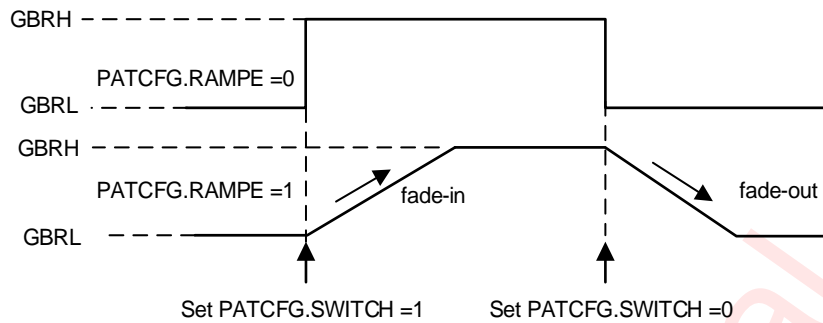 GBRH
PATCFG.RAMPE =0
GBRL
GBRH
PATCFG.RAMPE =1
fade-in
fade-out
GBRL
Set PATCFG.SWITCH =1
Set PATCFG.SWITCH =0